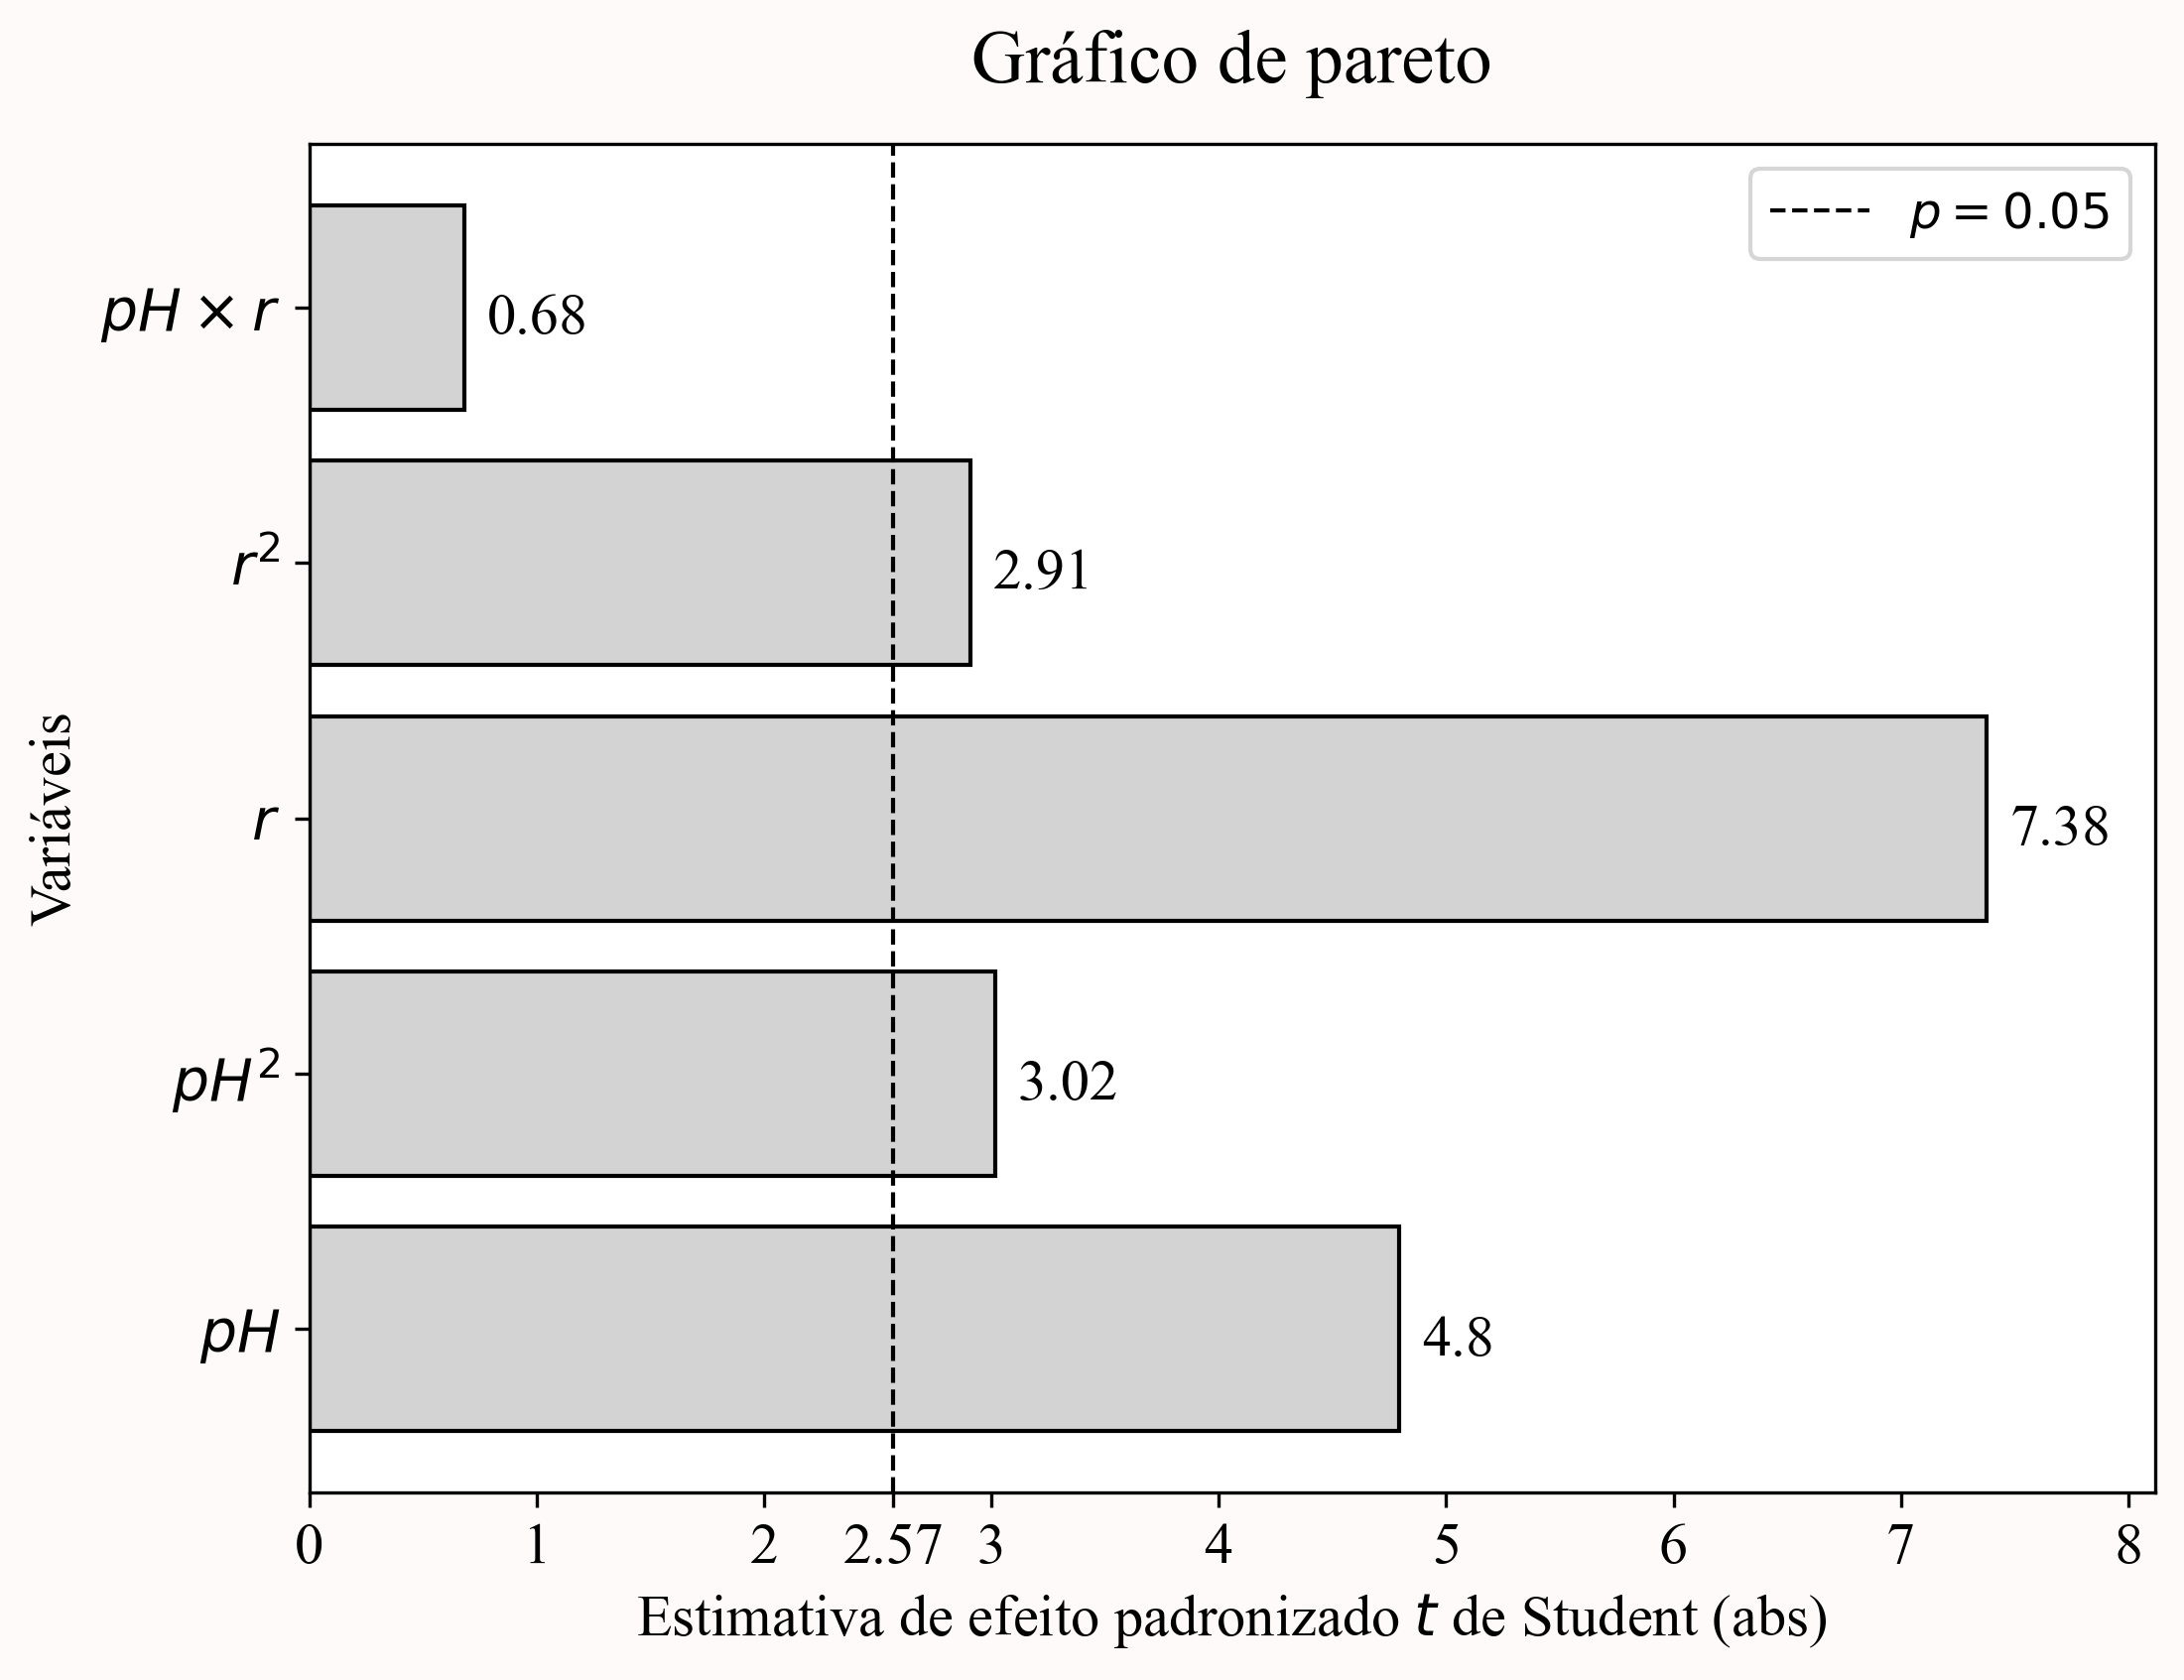 Gráfico de pareto
p = 0.05
pH × r
0.68
r²
2.91
Variáveis
r
7.38
pH²
3.02
pH
4.8
0 1 2 2.57 3 4 5 6 7 8
Estimativa de efeito padronizado t de Student (abs)